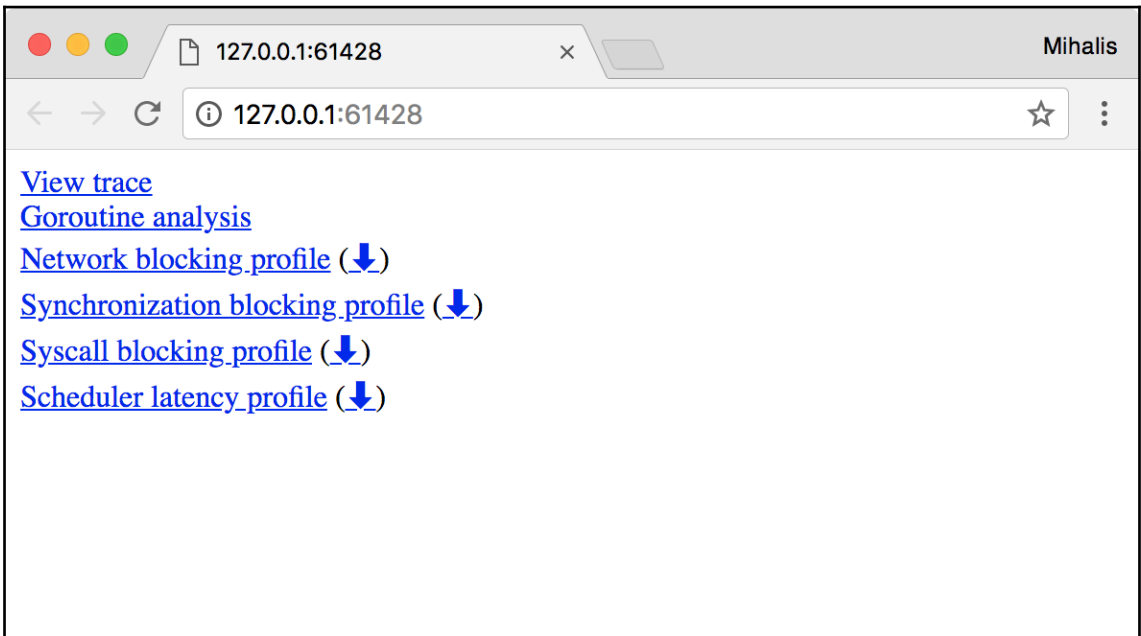 127.0.0.1:61428 ×
Mihalis
127.0.0.1:61428
View trace
Goroutine analysis
Network blocking profile (⬇)
Synchronization blocking profile (⬇)
Syscall blocking profile (⬇)
Scheduler latency profile (⬇)